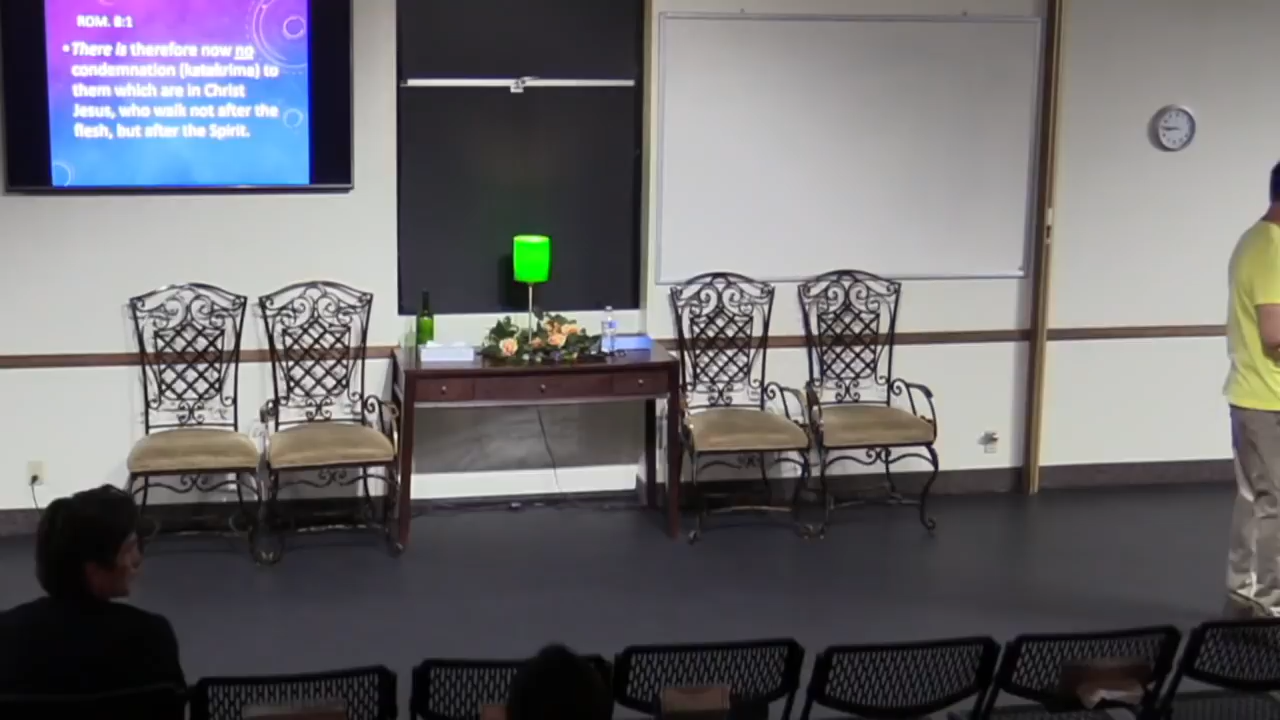 ROM. 8:1
• There is therefore now no
condemnation (katakrima) to
them which are in Christ
Jesus, who walk not after the
flesh, but after the Spirit.